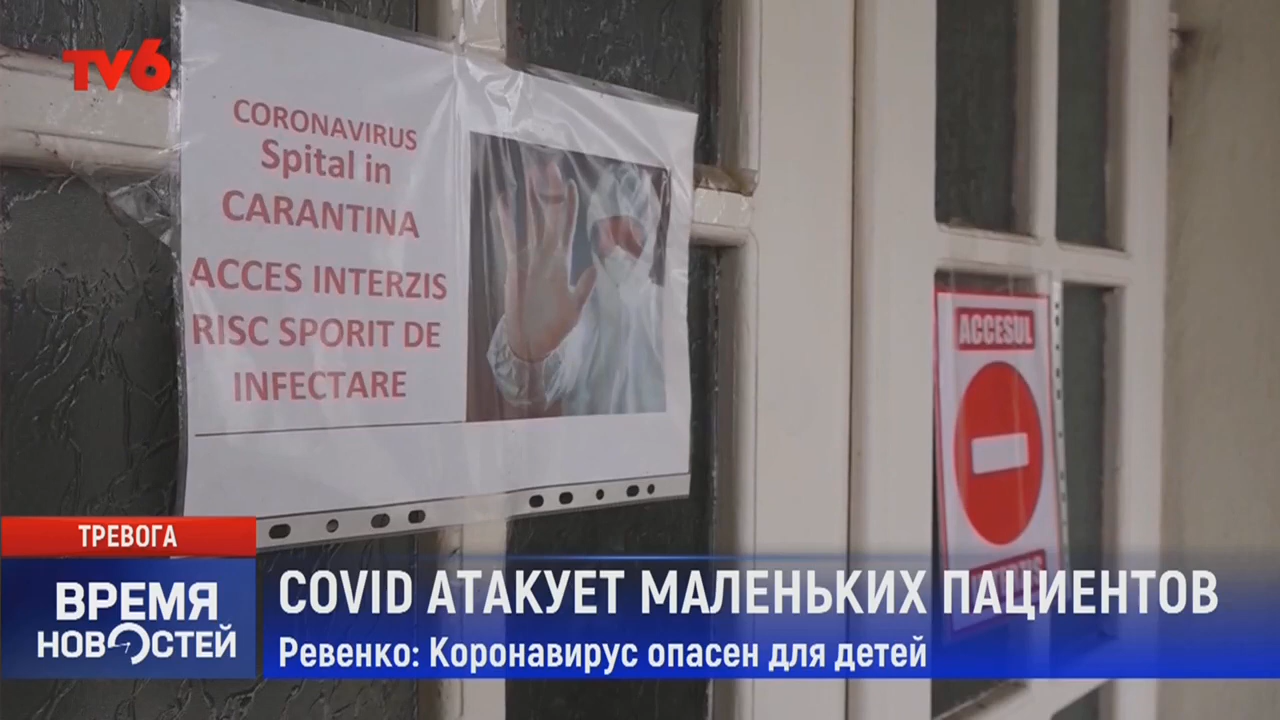 TV6
CORONAVIRUS
Spital in
CARANTINA
ACCES INTERZIS
RISC SPORIT DE
INFECTARE
ACCESUL
ТРЕВОГА
ВРЕМЯ
НОВОСТЕЙ
COVID АТАКУЕТ МАЛЕНЬКИХ ПАЦИЕНТОВ
Ревенко: Коронавирус опасен для детей